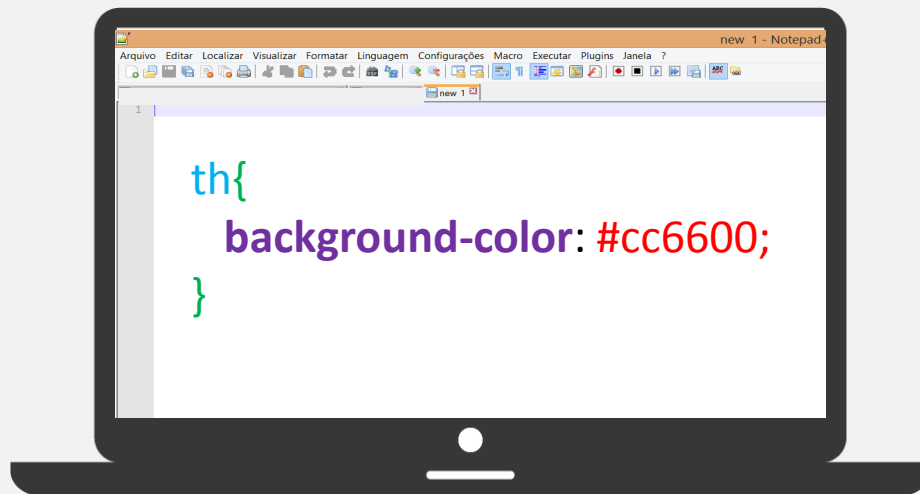 new 1 - Notepad+
Arquivo Editar Localizar Visualizar Formatar Linguagem Configurações Macro Executar Plugins Janela ?
ABC
new 1
1
th{
background-color: #cc6600;
}